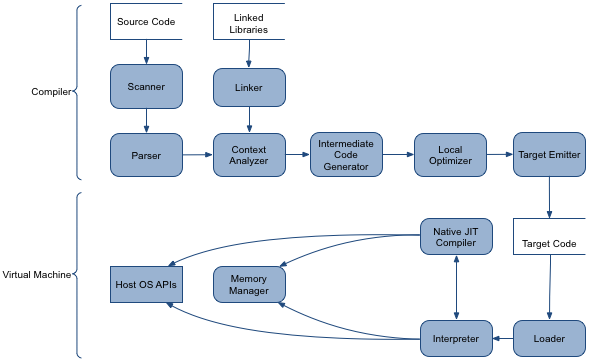 Source Code
Linked
Libraries
Compiler
Scanner
Linker
Parser
Context
Analyzer
Intermediate
Code
Generator
Local
Optimizer
Target Emitter
Native JIT
Compiler
Target Code
Virtual Machine
Host OS APIs
Memory
Manager
Interpreter
Loader